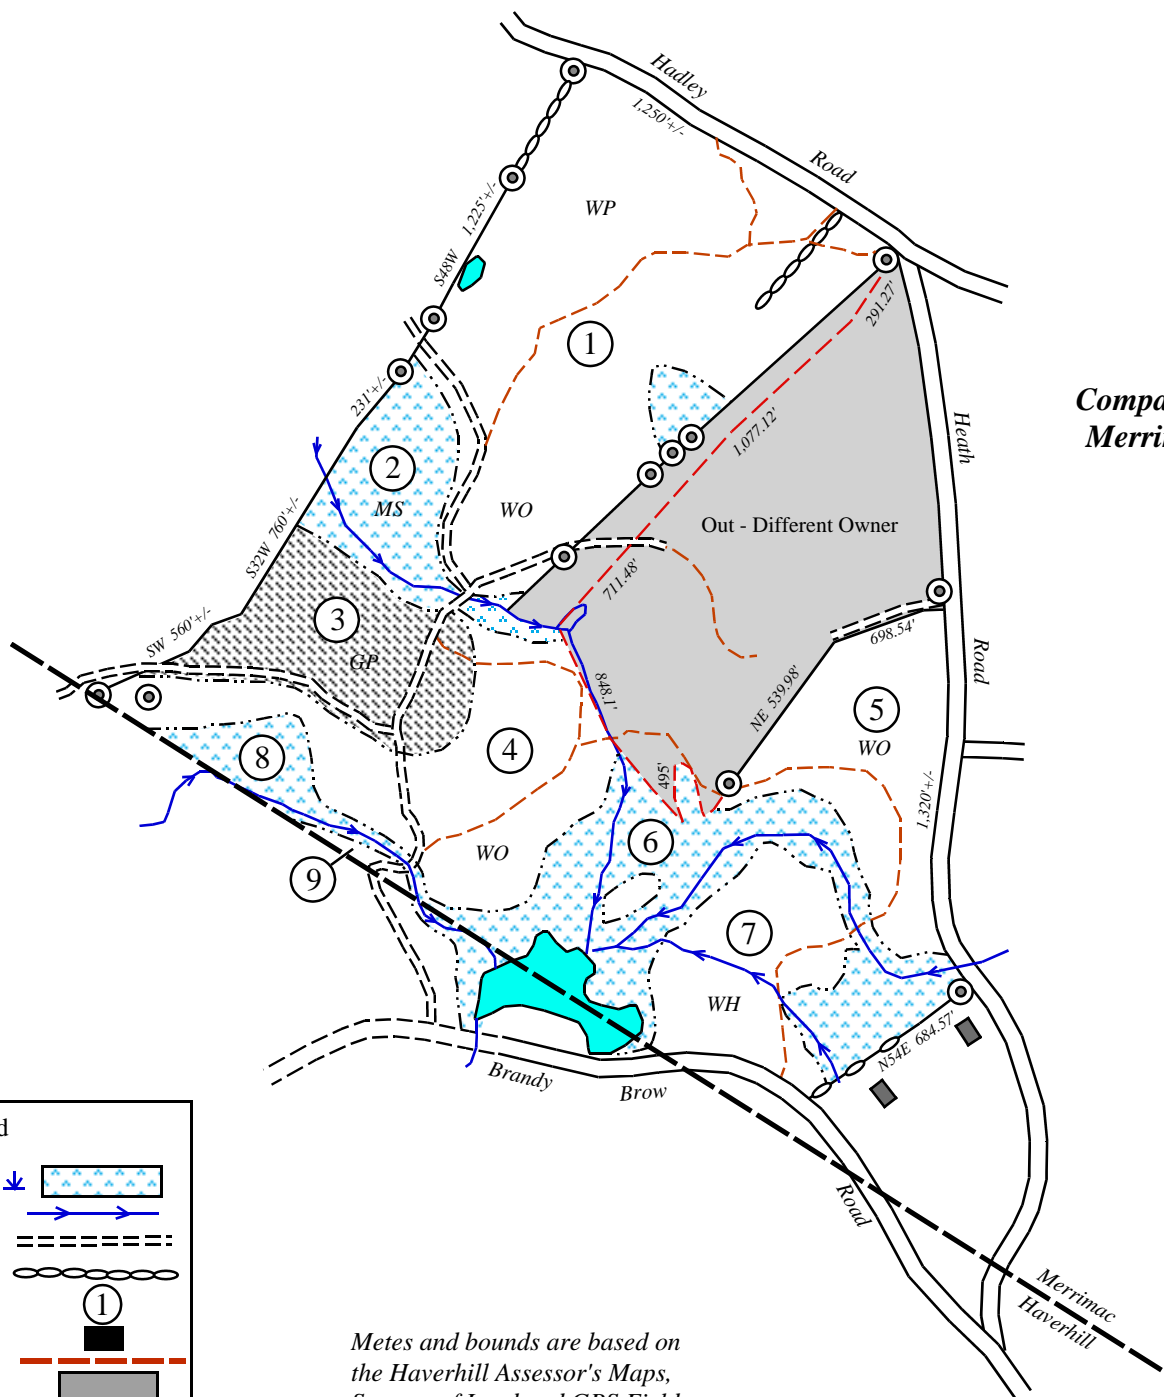 Hadley
1,250'+/-
Road
WP
1,225'+/-
S48W
291.27'
1
1,077.12'
231'+/-
Heath
2
MS
WO
Out - Different Owner
S32W 760'+/-
711.48'
3
GP
SW 560'+/-
698.54'
Road
848.1'
NE 539.98'
5
WO
4
8
495'
1,320'+/-
6
WO
9
7
WH
N54E 684.57'
Brandy
Brow
Road
Merrimac
Haverhill
1
Metes and bounds are based on
the Haverhill Assessor's Maps,